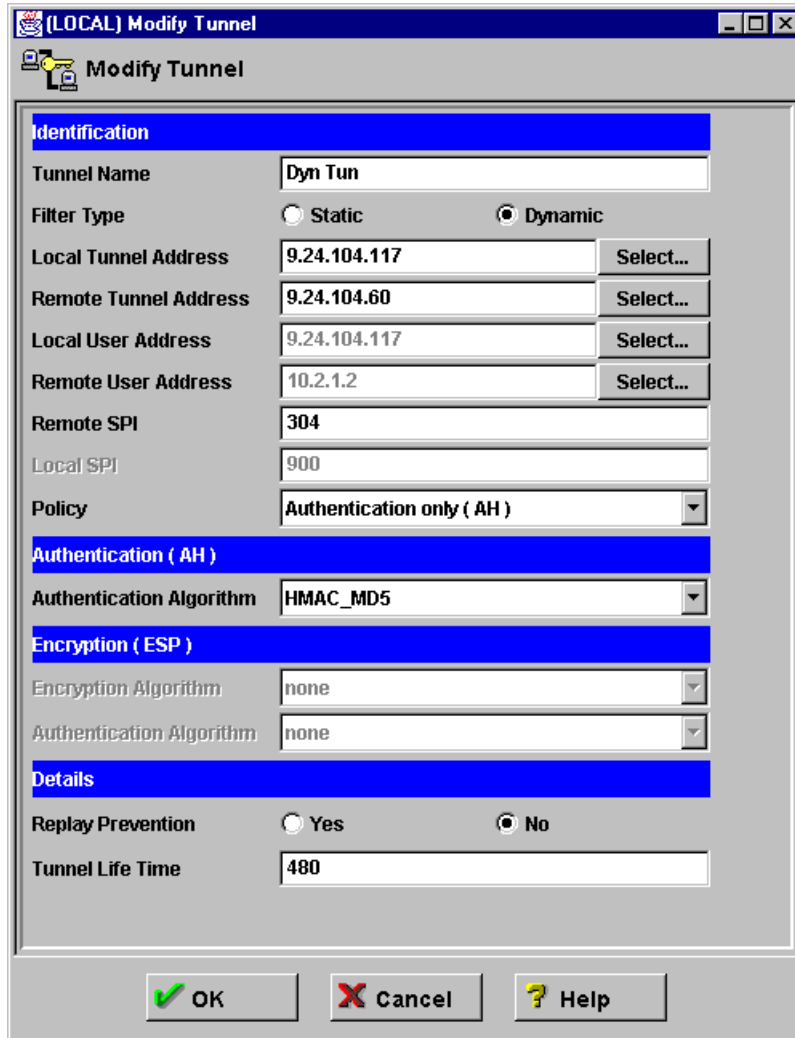 (LOCAL) Modify Tunnel
Modify Tunnel
Identification
Tunnel Name Dyn Tun
Filter Type Static Dynamic
Local Tunnel Address 9.24.104.117 Select...
Remote Tunnel Address 9.24.104.60 Select...
Local User Address 9.24.104.117 Select...
Remote User Address 10.2.1.2 Select...
Remote SPI 304
Local SPI 900
Policy Authentication only ( AH )
Authentication ( AH )
Authentication Algorithm HMAC_MD5
Encryption ( ESP )
Encryption Algorithm none
Authentication Algorithm none
Details
Replay Prevention Yes No
Tunnel Life Time 480
OK Cancel Help